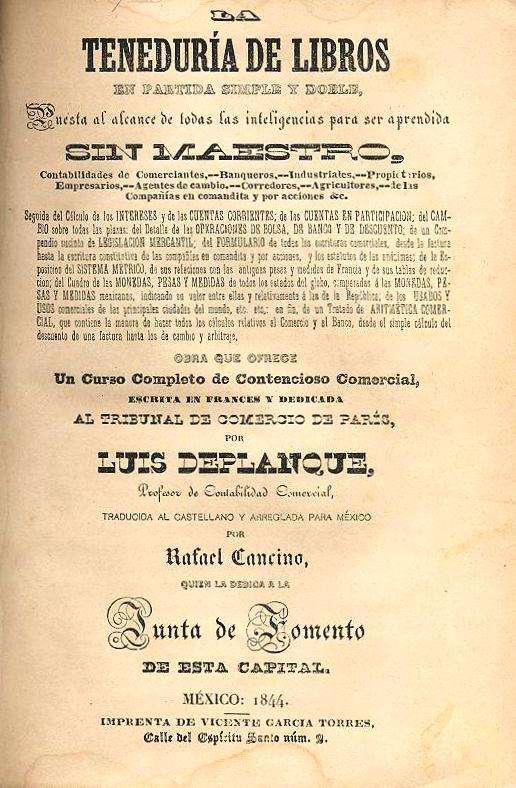 LA
TENEDURÍA DE LIBROS
EN PARTIDA SIMPLE Y DOBLE,
Puesta al alcance de todas las inteligencias para ser aprendida
SIN MAESTRO,
Contabilidades de Comerciantes,--Banqueros,--Industriales,--Propietarios,
Empresarios,--Agentes de cambio,--Corredores,--Agricultores,--de las
Compañías en comandita y por acciones &c.
Seguida del Cálculo de los INTERESES y de las CUENTAS CORRIENTES; de las CUENTAS EN PARTICIPACION; del CAM-
BIO sobre todas las plazas; del Detalle de las OPERACIONES DE BOLSA, DE BANCO Y DE DESCUENTO; de un Com-
pendio sucinto de LEGISLACION MERCANTIL; del FORMULARIO de todas las escrituras comerciales, desde la factura
hasta la escritura constitutiva de las compañías en comandita y por acciones, y los estatutos de las anónimas; de la Es-
posicion del SISTEMA METRICO, de sus relaciones con las antiguas pesas y medidas de Francia y de sus tablas de reduc-
cion; del Cuadro de las MONEDAS, PESAS Y MEDIDAS de todos los estados del globo, comparadas á las MONEDAS, PE-
SAS Y MEDIDAS mexicanas, indicando su valor entre ellas y relativamente á las de la República; de los USADOS Y
USOS comerciales de las principales ciudades del mundo, etc. etc.; en fin, de un Tratado de ARITMETICA COMER-
CIAL, que contiene la manera de hacer todos los cálculos relativos al Comercio y al Banco, desde el simple cálculo del
descuento de una factura hasta los de cambio y arbitraje.
OBRA QUE OFRECE
Un Curso Completo de Contencioso Comercial,
ESCRITA EN FRANCES Y DEDICADA
AL TRIBUNAL DE COMERCIO DE PARÍS,
POR
LUIS DEPLANQUE,
Profesor de Contabilidad Comercial,
TRADUCIDA AL CASTELLANO Y ARREGLADA PARA MÉXICO
POR
Rafael Cancino,
QUIEN LA DEDICA A LA
Junta de Fomento
DE ESTA CAPITAL.
MÉXICO: 1844.
IMPRENTA DE VICENTE GARCIA TORRES,
Calle del Espíritu Santo núm. 2.